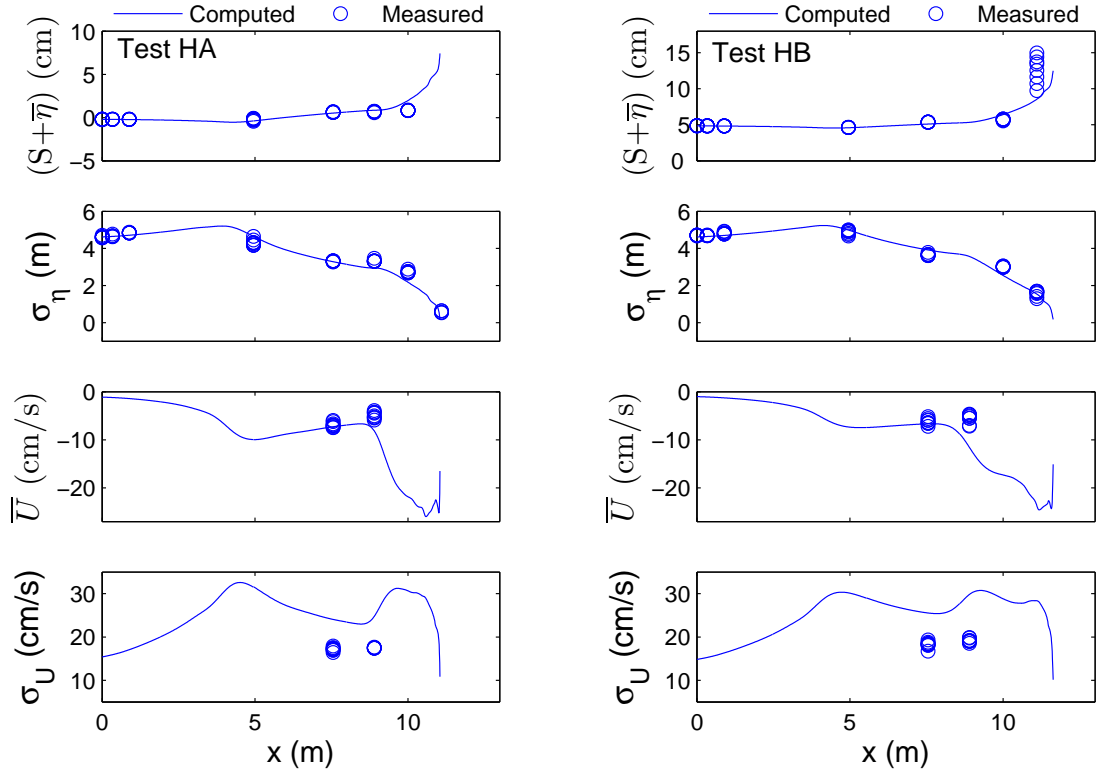 Computed Measured
Test HA
(S+η̅) (cm)
10
5
0
−5
σ_η (m)
6
4
2
0
U̅ (cm/s)
0
−10
−20
σ_U (cm/s)
30
20
10
0 5 10
x (m)
Computed Measured
Test HB
(S+η̅) (cm)
15
10
5
0
σ_η (m)
6
4
2
0
U̅ (cm/s)
0
−10
−20
σ_U (cm/s)
30
20
10
0 5 10
x (m)